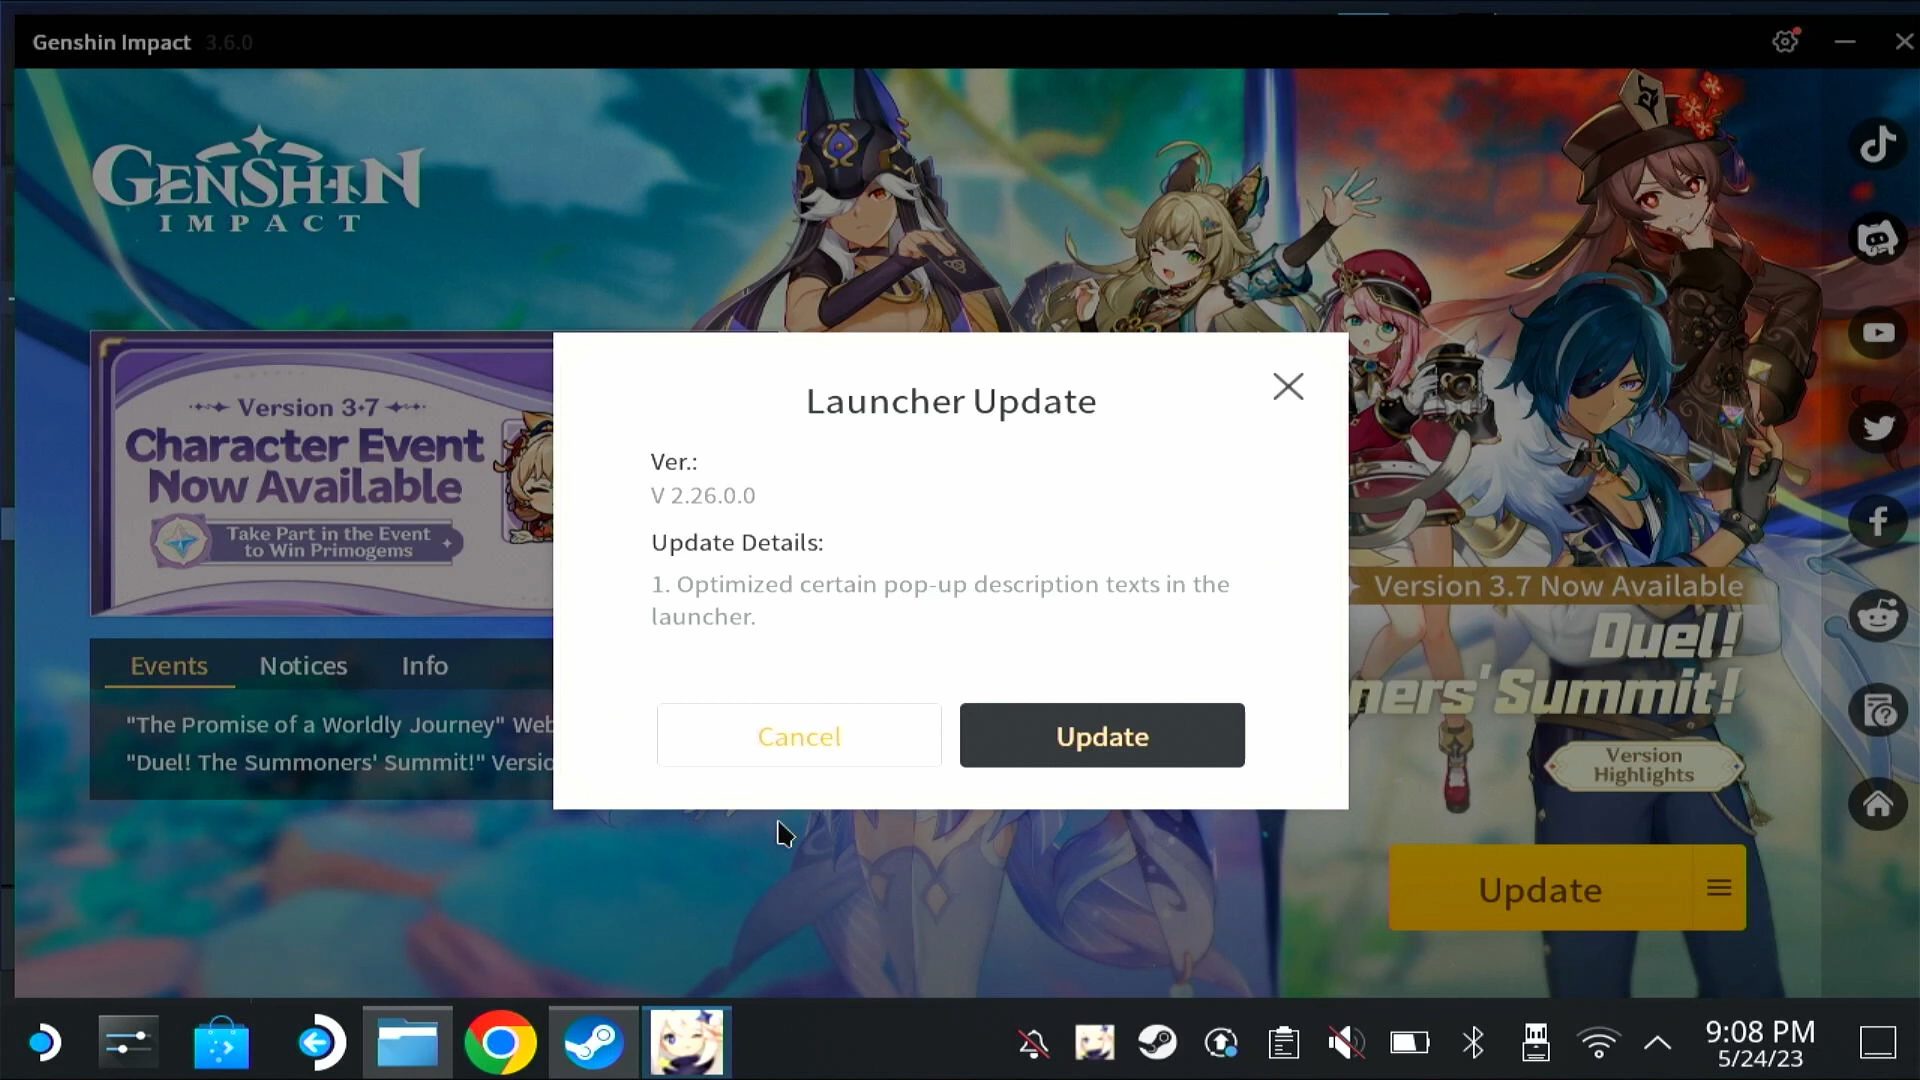 Genshin Impact 3.6.0
GENSHIN
IMPACT
Version 3.7
Character Event
Now Available
Take Part in the Event
to Win Primogems
Events Notices Info
"The Promise of a Worldly Journey" Web
"Duel! The Summoners' Summit!" Versio
Launcher Update
Ver.:
V 2.26.0.0
Update Details:
1. Optimized certain pop-up description texts in the
launcher.
Cancel Update
Version 3.7 Now Available
Duel!
ners' Summit!
Version
Highlights
Update
9:08 PM
5/24/23